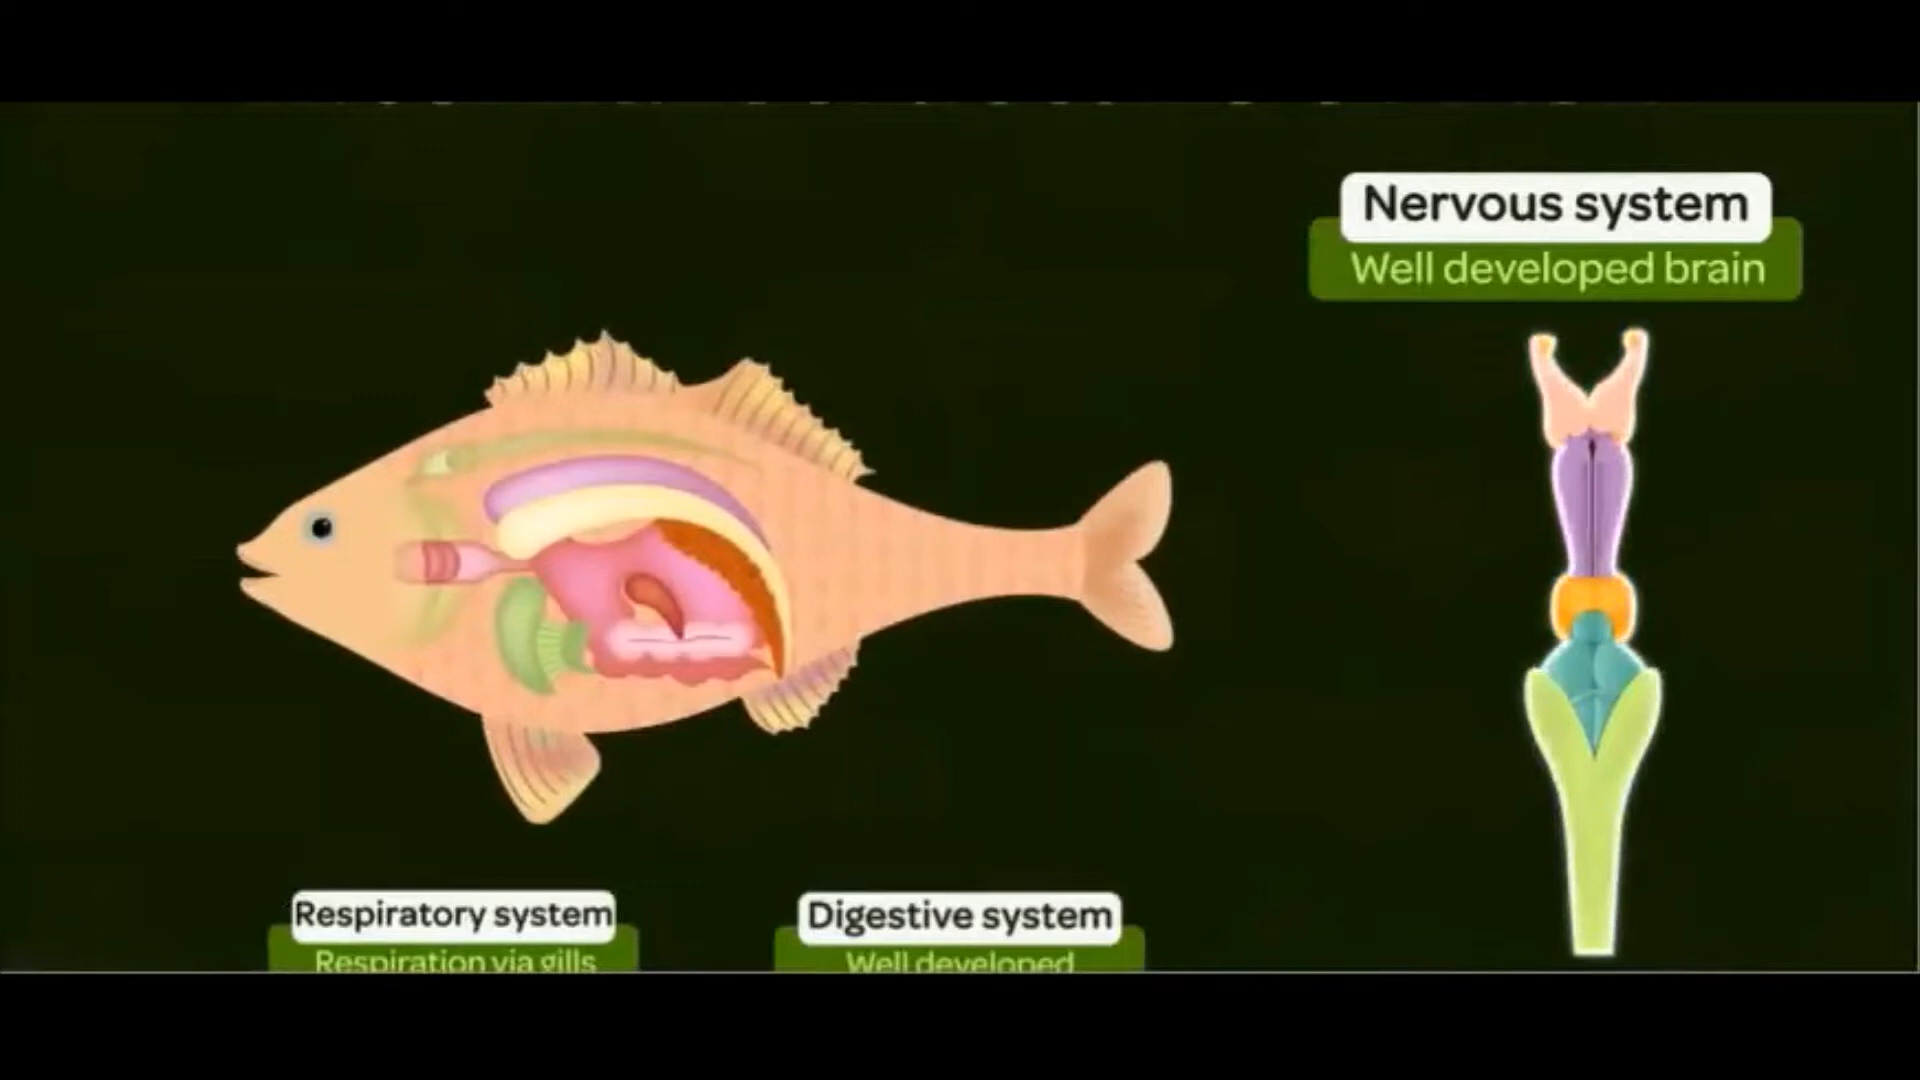 Nervous system
Well developed brain
Respiratory system
Respiration via gills
Digestive system
Well developed